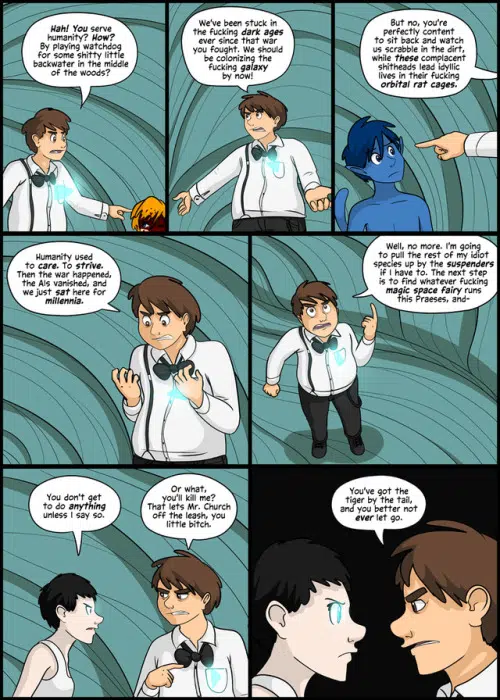 Hah! You serve
humanity? How?
By playing watchdog
for some shitty little
backwater in the middle
of the woods?
We've been stuck in
the fucking dark ages
ever since that war
you fought. We should
be colonizing the
fucking galaxy
by now!
But no, you're
perfectly content
to sit back and watch
us scrabble in the dirt,
while these complacent
shitheads lead idyllic
lives in their fucking
orbital rat cages.
Humanity used
to care. To strive.
Then the war happened,
the AIs vanished, and
we just sat here for
millennia.
Well, no more. I'm going
to pull the rest of my idiot
species up by the suspenders
if I have to. The next step
is to find whatever fucking
magic space fairy runs
this Praeses, and-
You don't get
to do anything
unless I say so.
Or what,
you'll kill me?
That lets Mr. Church
off the leash, you
little bitch.
You've got the
tiger by the tail,
and you better not
ever let go.